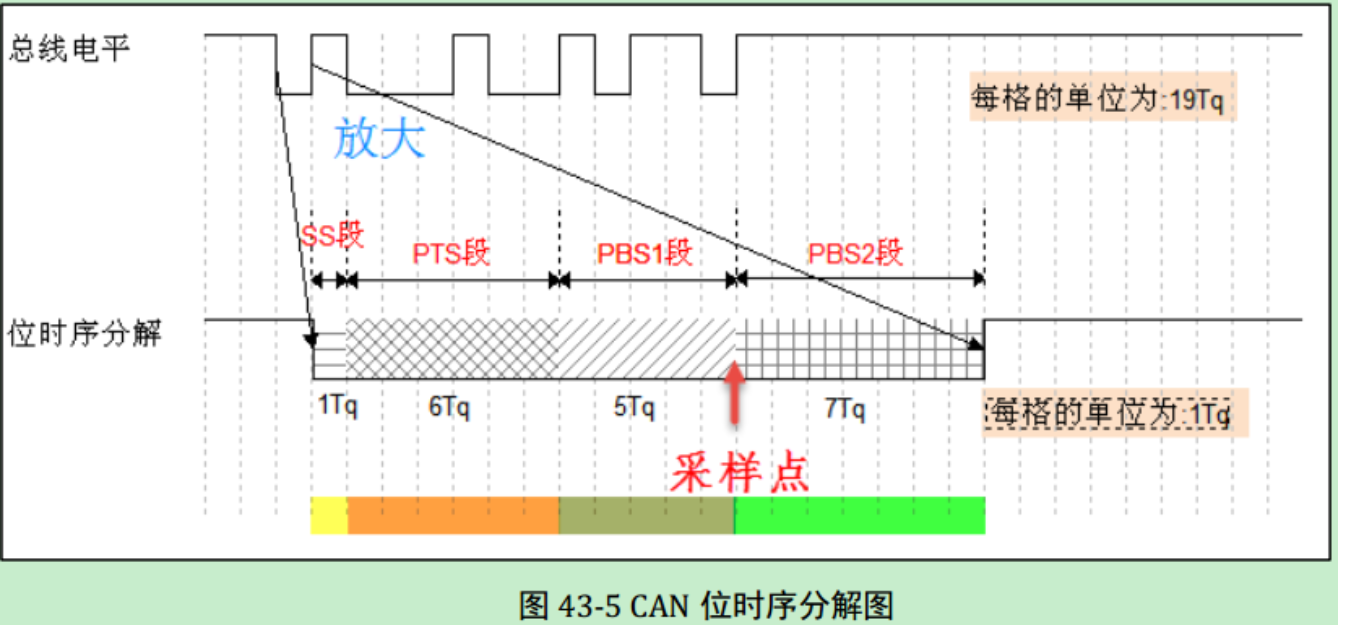 总线电平
每格的单位为:19Tq
放大
SS段
PTS段
PBS1段
PBS2段
位时序分解
1Tq
6Tq
5Tq
7Tq
每格的单位为:1Tq
采样点
图 43-5 CAN 位时序分解图